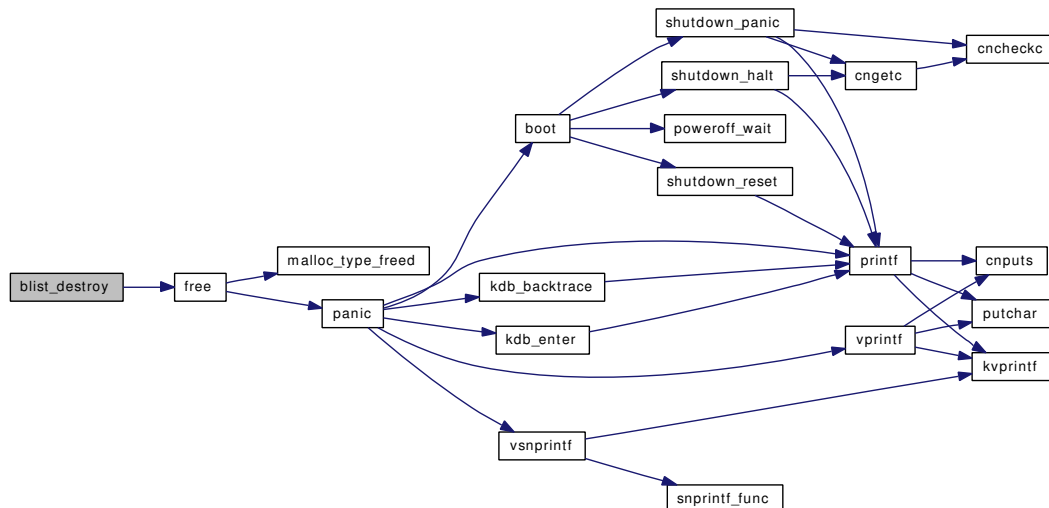 shutdown_panic
cncheckc
shutdown_halt
cngetc
boot
poweroff_wait
shutdown_reset
malloc_type_freed
printf
cnputs
blist_destroy
free
kdb_backtrace
panic
putchar
kdb_enter
vprintf
kvprintf
vsnprintf
snprintf_func